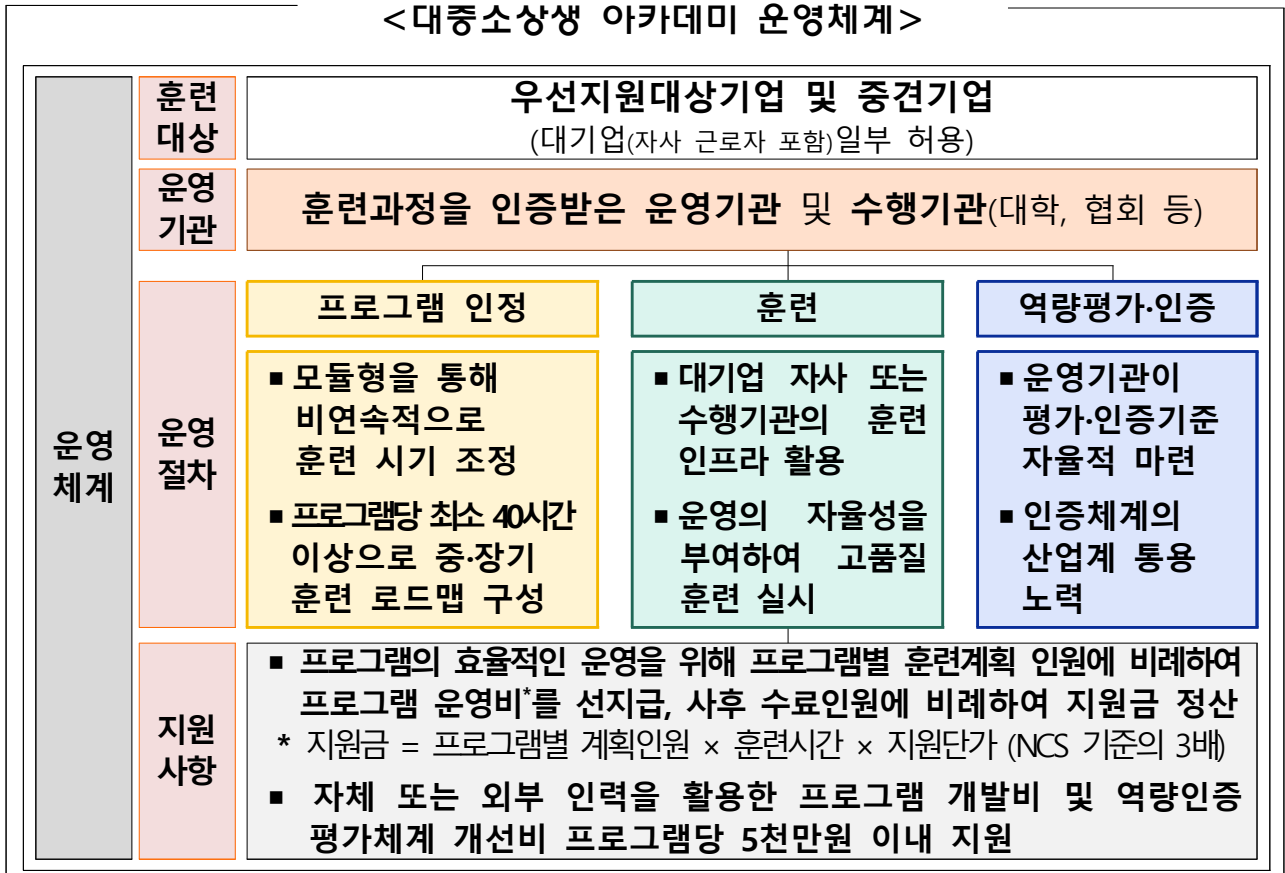 <대중소상생 아카데미 운영체계>
운영
체계
훈련
대상
우선지원대상기업 및 중견기업
(대기업(자사 근로자 포함)일부 허용)
운영
기관
훈련과정을 인증받은 운영기관 및 수행기관(대학, 협회 등)
운영
절차
프로그램 인정
▪ 모듈형을 통해
비연속적으로
훈련 시기 조정
▪ 프로그램당 최소 40시간
이상으로 중·장기
훈련 로드맵 구성
훈련
▪ 대기업 자사 또는
수행기관의 훈련
인프라 활용
▪ 운영의 자율성을
부여하여 고품질
훈련 실시
역량평가·인증
▪ 운영기관이
평가·인증기준
자율적 마련
▪ 인증체계의
산업계 통용
노력
지원
사항
▪ 프로그램의 효율적인 운영을 위해 프로그램별 훈련계획 인원에 비례하여
프로그램 운영비*를 선지급, 사후 수료인원에 비례하여 지원금 정산
* 지원금 = 프로그램별 계획인원 × 훈련시간 × 지원단가 (NCS 기준의 3배)
▪ 자체 또는 외부 인력을 활용한 프로그램 개발비 및 역량인증
평가체계 개선비 프로그램당 5천만원 이내 지원